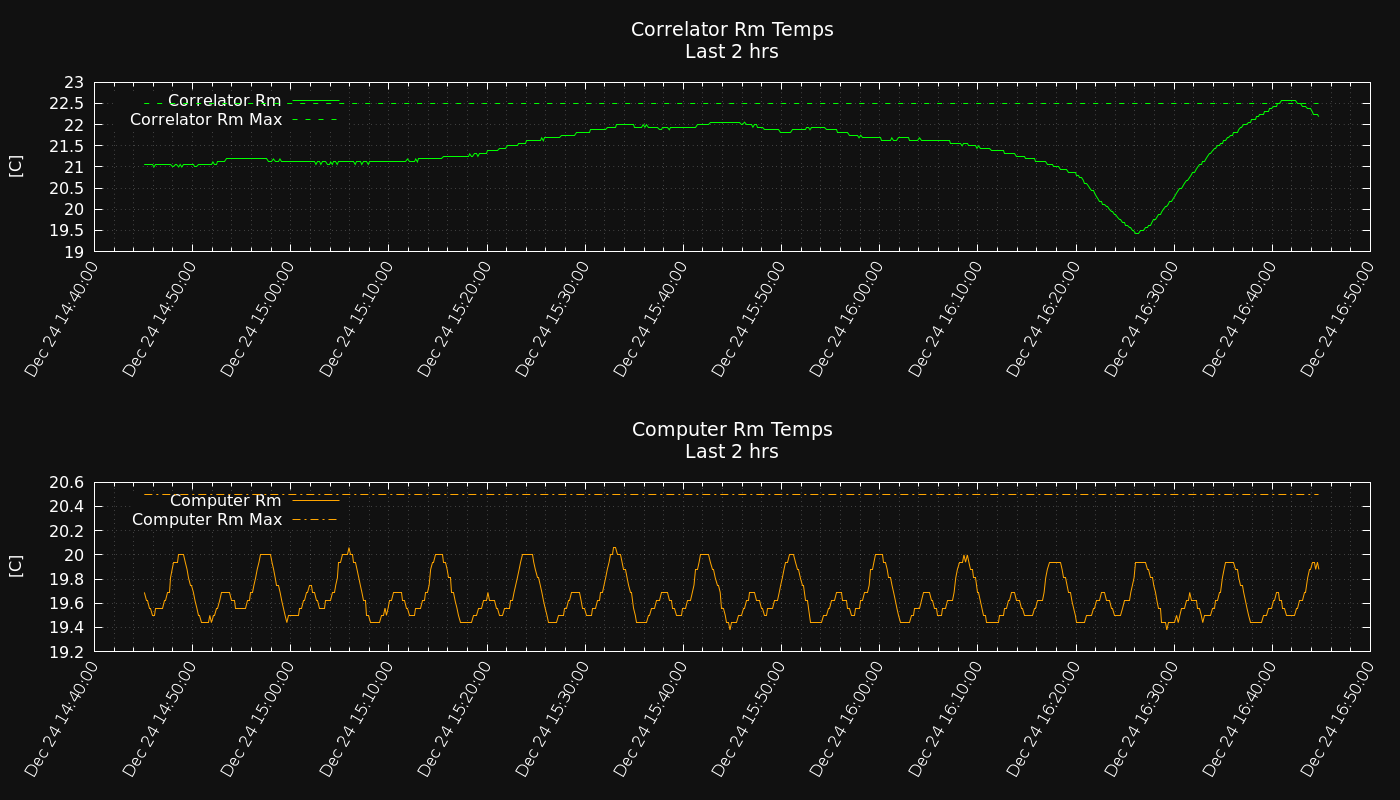 Correlator Rm Temps
Last 2 hrs
23
22.5
22
21.5
21
20.5
20
19.5
19
[C]
Correlator Rm
Correlator Rm Max
Dec 24 14:40:00
Dec 24 14:50:00
Dec 24 15:00:00
Dec 24 15:10:00
Dec 24 15:20:00
Dec 24 15:30:00
Dec 24 15:40:00
Dec 24 15:50:00
Dec 24 16:00:00
Dec 24 16:10:00
Dec 24 16:20:00
Dec 24 16:30:00
Dec 24 16:40:00
Dec 24 16:50:00
Computer Rm Temps
Last 2 hrs
20.6
20.4
20.2
20
19.8
19.6
19.4
19.2
[C]
Computer Rm
Computer Rm Max
Dec 24 14:40:00
Dec 24 14:50:00
Dec 24 15:00:00
Dec 24 15:10:00
Dec 24 15:20:00
Dec 24 15:30:00
Dec 24 15:40:00
Dec 24 15:50:00
Dec 24 16:00:00
Dec 24 16:10:00
Dec 24 16:20:00
Dec 24 16:30:00
Dec 24 16:40:00
Dec 24 16:50:00